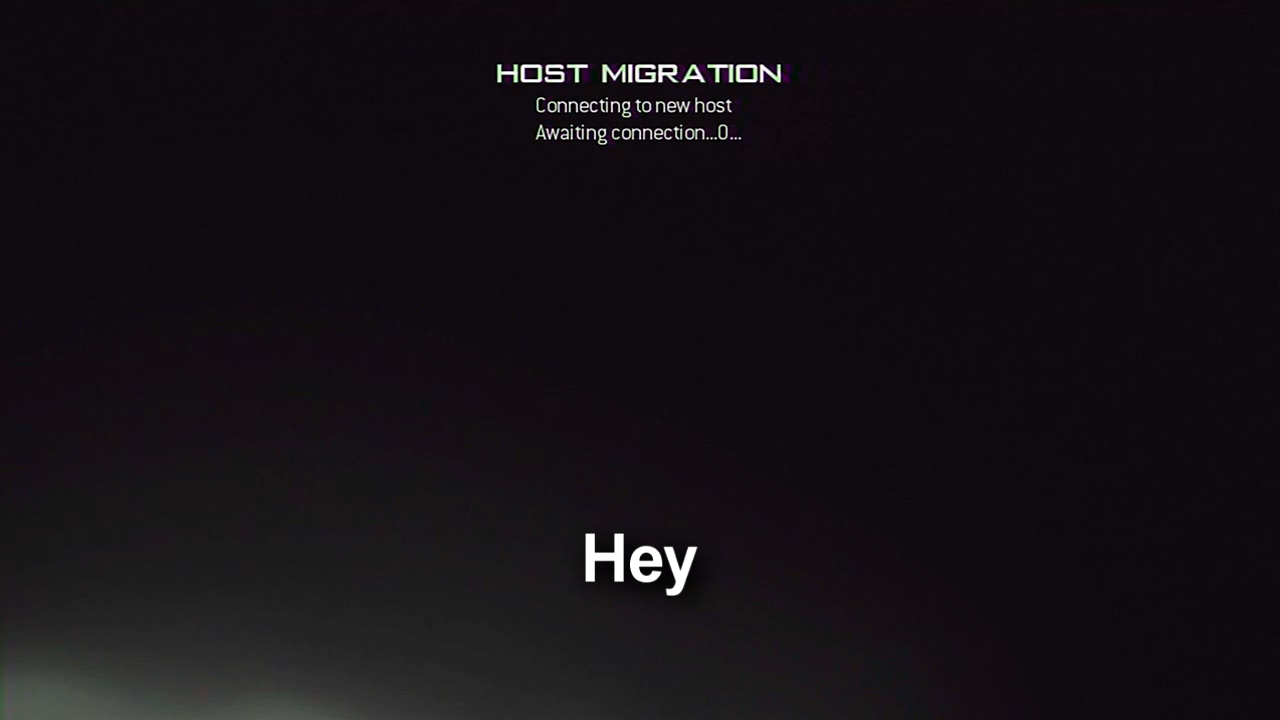 HOST MIGRATION
Connecting to new host
Awaiting connection...0...
Hey